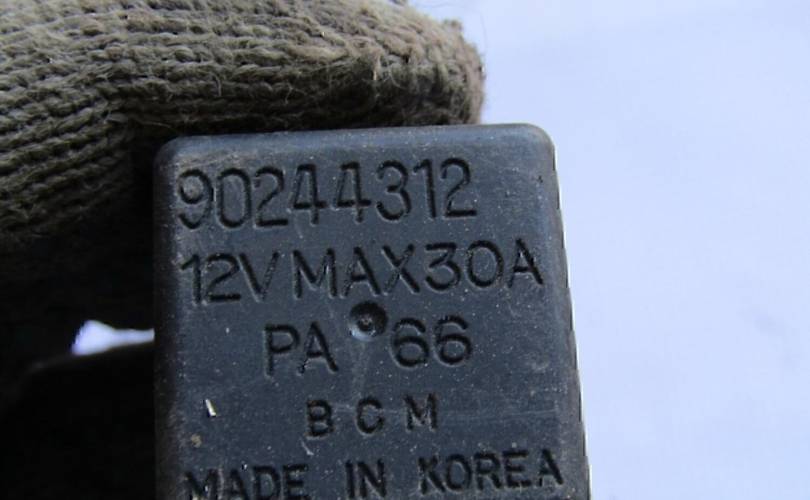 90244312
12V MAX30A
PA 66
BCM
MADE IN KOREA